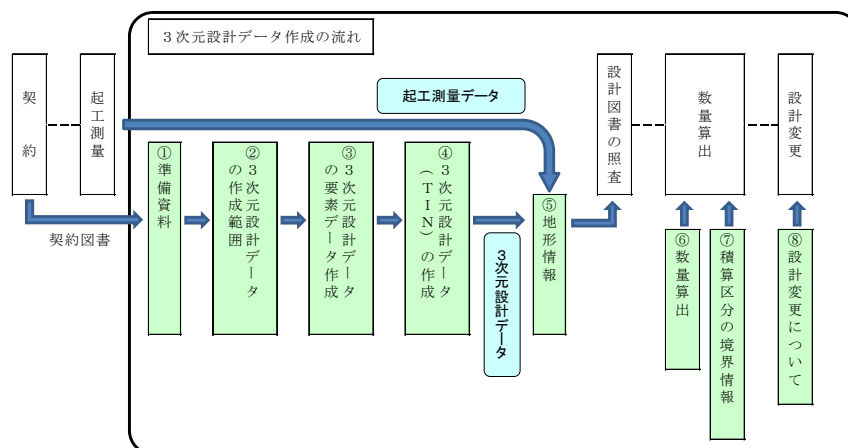 ３次元設計データ作成の流れ
契約
起工測量
起工測量データ
設計図書の照査
数量算出
設計変更
契約図書
①準備資料
②３次元設計データ
の作成範囲
③３次元設計データ
の要素データ作成
④３次元設計データ
（ＴＩＮ）の作成
３次元設計データ
⑤地形情報
⑥数量算出
⑦積算区分の境界情報
⑧設計変更について